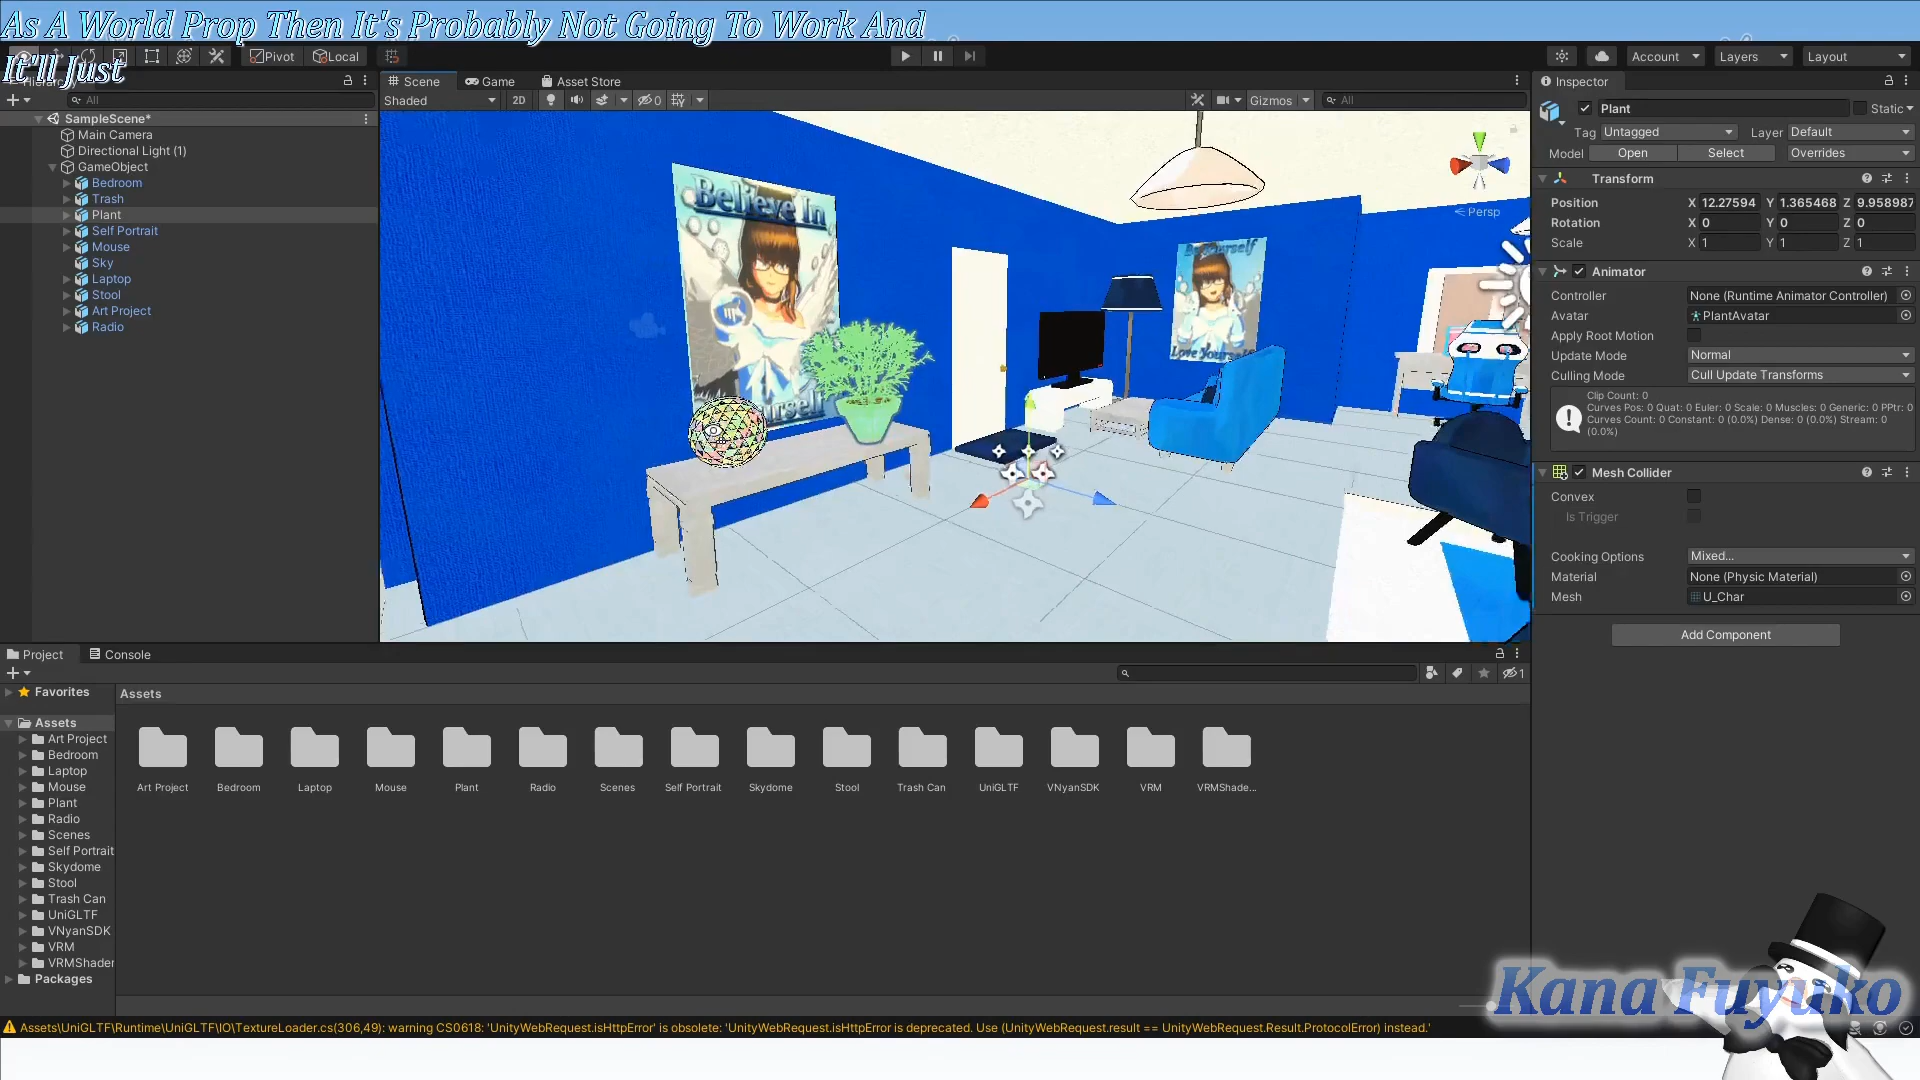 As A World Prop Then It's Probably Not Going To Work And
It'll Just
Pivot Local
Account Layers Layout
Scene Game Asset Store
Inspector
All
Shaded 2D 0 Gizmos All
Plant Static
SampleScene*
Main Camera
Directional Light (1)
GameObject
Bedroom
Trash
Plant
Self Portrait
Mouse
Sky
Laptop
Stool
Art Project
Radio
Believe In
Yourself
Love Yourself
Persp
Tag Untagged Layer Default
Model Open Select Overrides
Transform
Position X 12.27594 Y 1.365468 Z 9.958987
Rotation X 0 Y 0 Z 0
Scale X 1 Y 1 Z 1
Animator
Controller None (Runtime Animator Controller)
Avatar PlantAvatar
Apply Root Motion
Update Mode Normal
Culling Mode Cull Update Transforms
Clip Count: 0
Curves Pos: 0 Quat: 0 Euler: 0 Scale: 0 Muscles: 0 Generic: 0 PPtr: 0
Curves Count: 0 Constant: 0 (0.0%) Dense: 0 (0.0%) Stream: 0
(0.0%)
Mesh Collider
Convex
Is Trigger
Cooking Options Mixed...
Material None (Physic Material)
Mesh U_Char
Add Component
Project Console
1
Favorites
Assets
Art Project
Bedroom
Laptop
Mouse
Plant
Radio
Scenes
Self Portrait
Skydome
Stool
Trash Can
UniGLTF
VNyanSDK
VRM
VRMShader
Packages
Assets
Art Project Bedroom Laptop Mouse Plant Radio Scenes Self Portrait Skydome Stool Trash Can UniGLTF VNyanSDK VRM VRMShade...
Kana Fuyuko
Assets\UniGLTF\Runtime\UniGLTF\IO\TextureLoader.cs(306,49): warning CS0618: 'UnityWebRequest.isHttpError' is obsolete: 'UnityWebRequest.isHttpError is deprecated. Use (UnityWebRequest.result == UnityWebRequest.Result.ProtocolError) instead.'